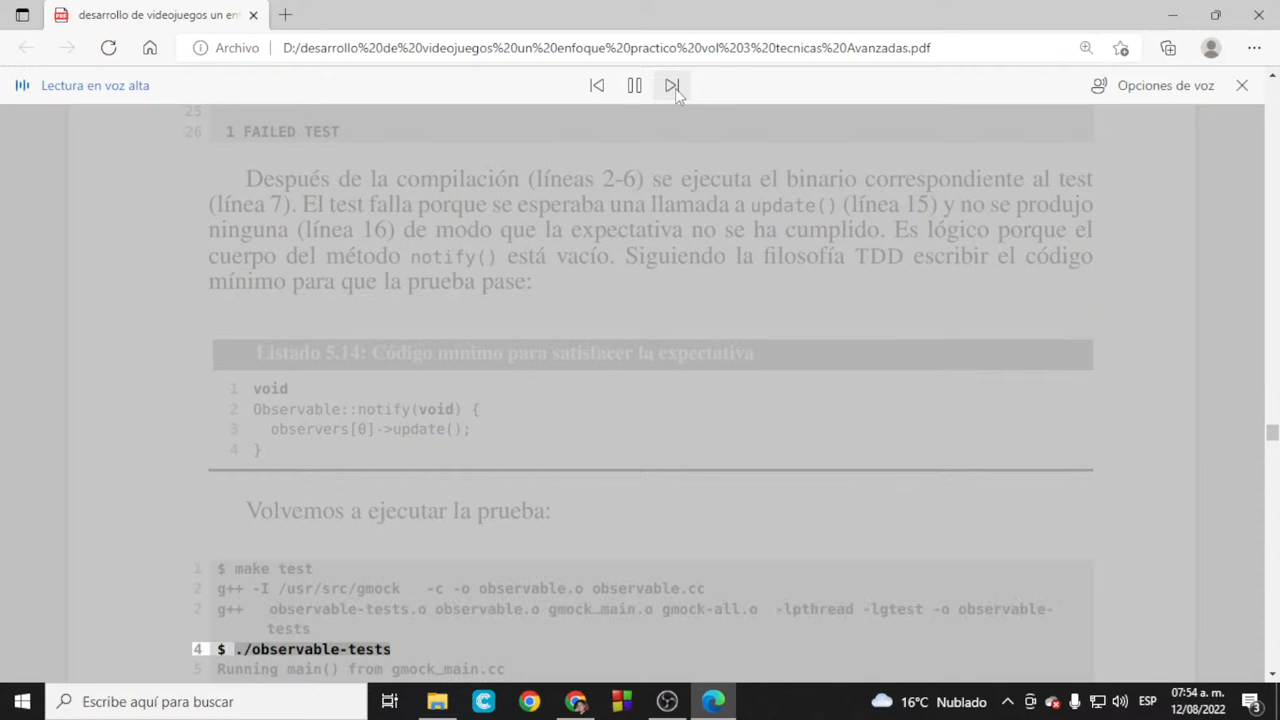 desarrollo de videojuegos un en
Archivo
D:/desarrollo%20de%20videojuegos%20un%20enfoque%20practico%20vol%203%20tecnicas%20Avanzadas.pdf
Lectura en voz alta
Opciones de voz
25
26 1 FAILED TEST
Después de la compilación (líneas 2-6) se ejecuta el binario correspondiente al test
(línea 7). El test falla porque se esperaba una llamada a update() (línea 15) y no se produjo
ninguna (línea 16) de modo que la expectativa no se ha cumplido. Es lógico porque el
cuerpo del método notify() está vacío. Siguiendo la filosofía TDD escribir el código
mínimo para que la prueba pase:
Listado 5.14: Código mínimo para satisfacer la expectativa
1 void
2 Observable::notify(void) {
3 observers[0]->update();
4 }
Volvemos a ejecutar la prueba:
1 $ make test
2 g++ -I /usr/src/gmock -c -o observable.o observable.cc
2 g++ observable-tests.o observable.o gmock_main.o gmock-all.o -lpthread -lgtest -o observable-
tests
4 $ ./observable-tests
5 Running main() from gmock_main.cc
Escribe aquí para buscar
16°C Nublado
ESP
07:54 a. m.
12/08/2022
3